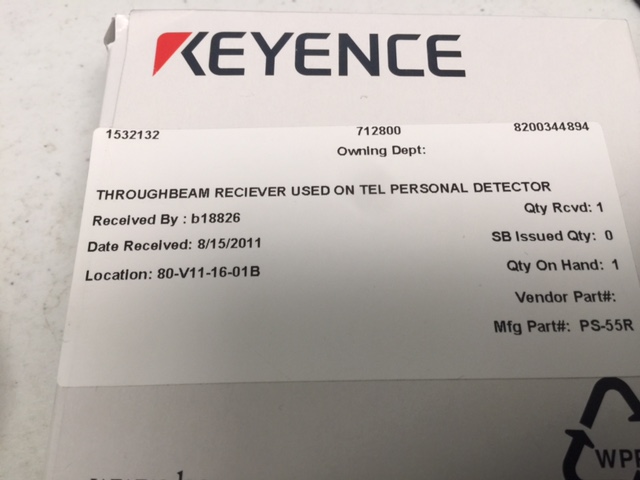 KEYENCE
1532132 712800 8200344894
Owning Dept:
THROUGHBEAM RECIEVER USED ON TEL PERSONAL DETECTOR
Received By : b18826 Qty Rcvd: 1
Date Received: 8/15/2011 SB Issued Qty: 0
Location: 80-V11-16-01B Qty On Hand: 1
Vendor Part#:
Mfg Part#: PS-55R